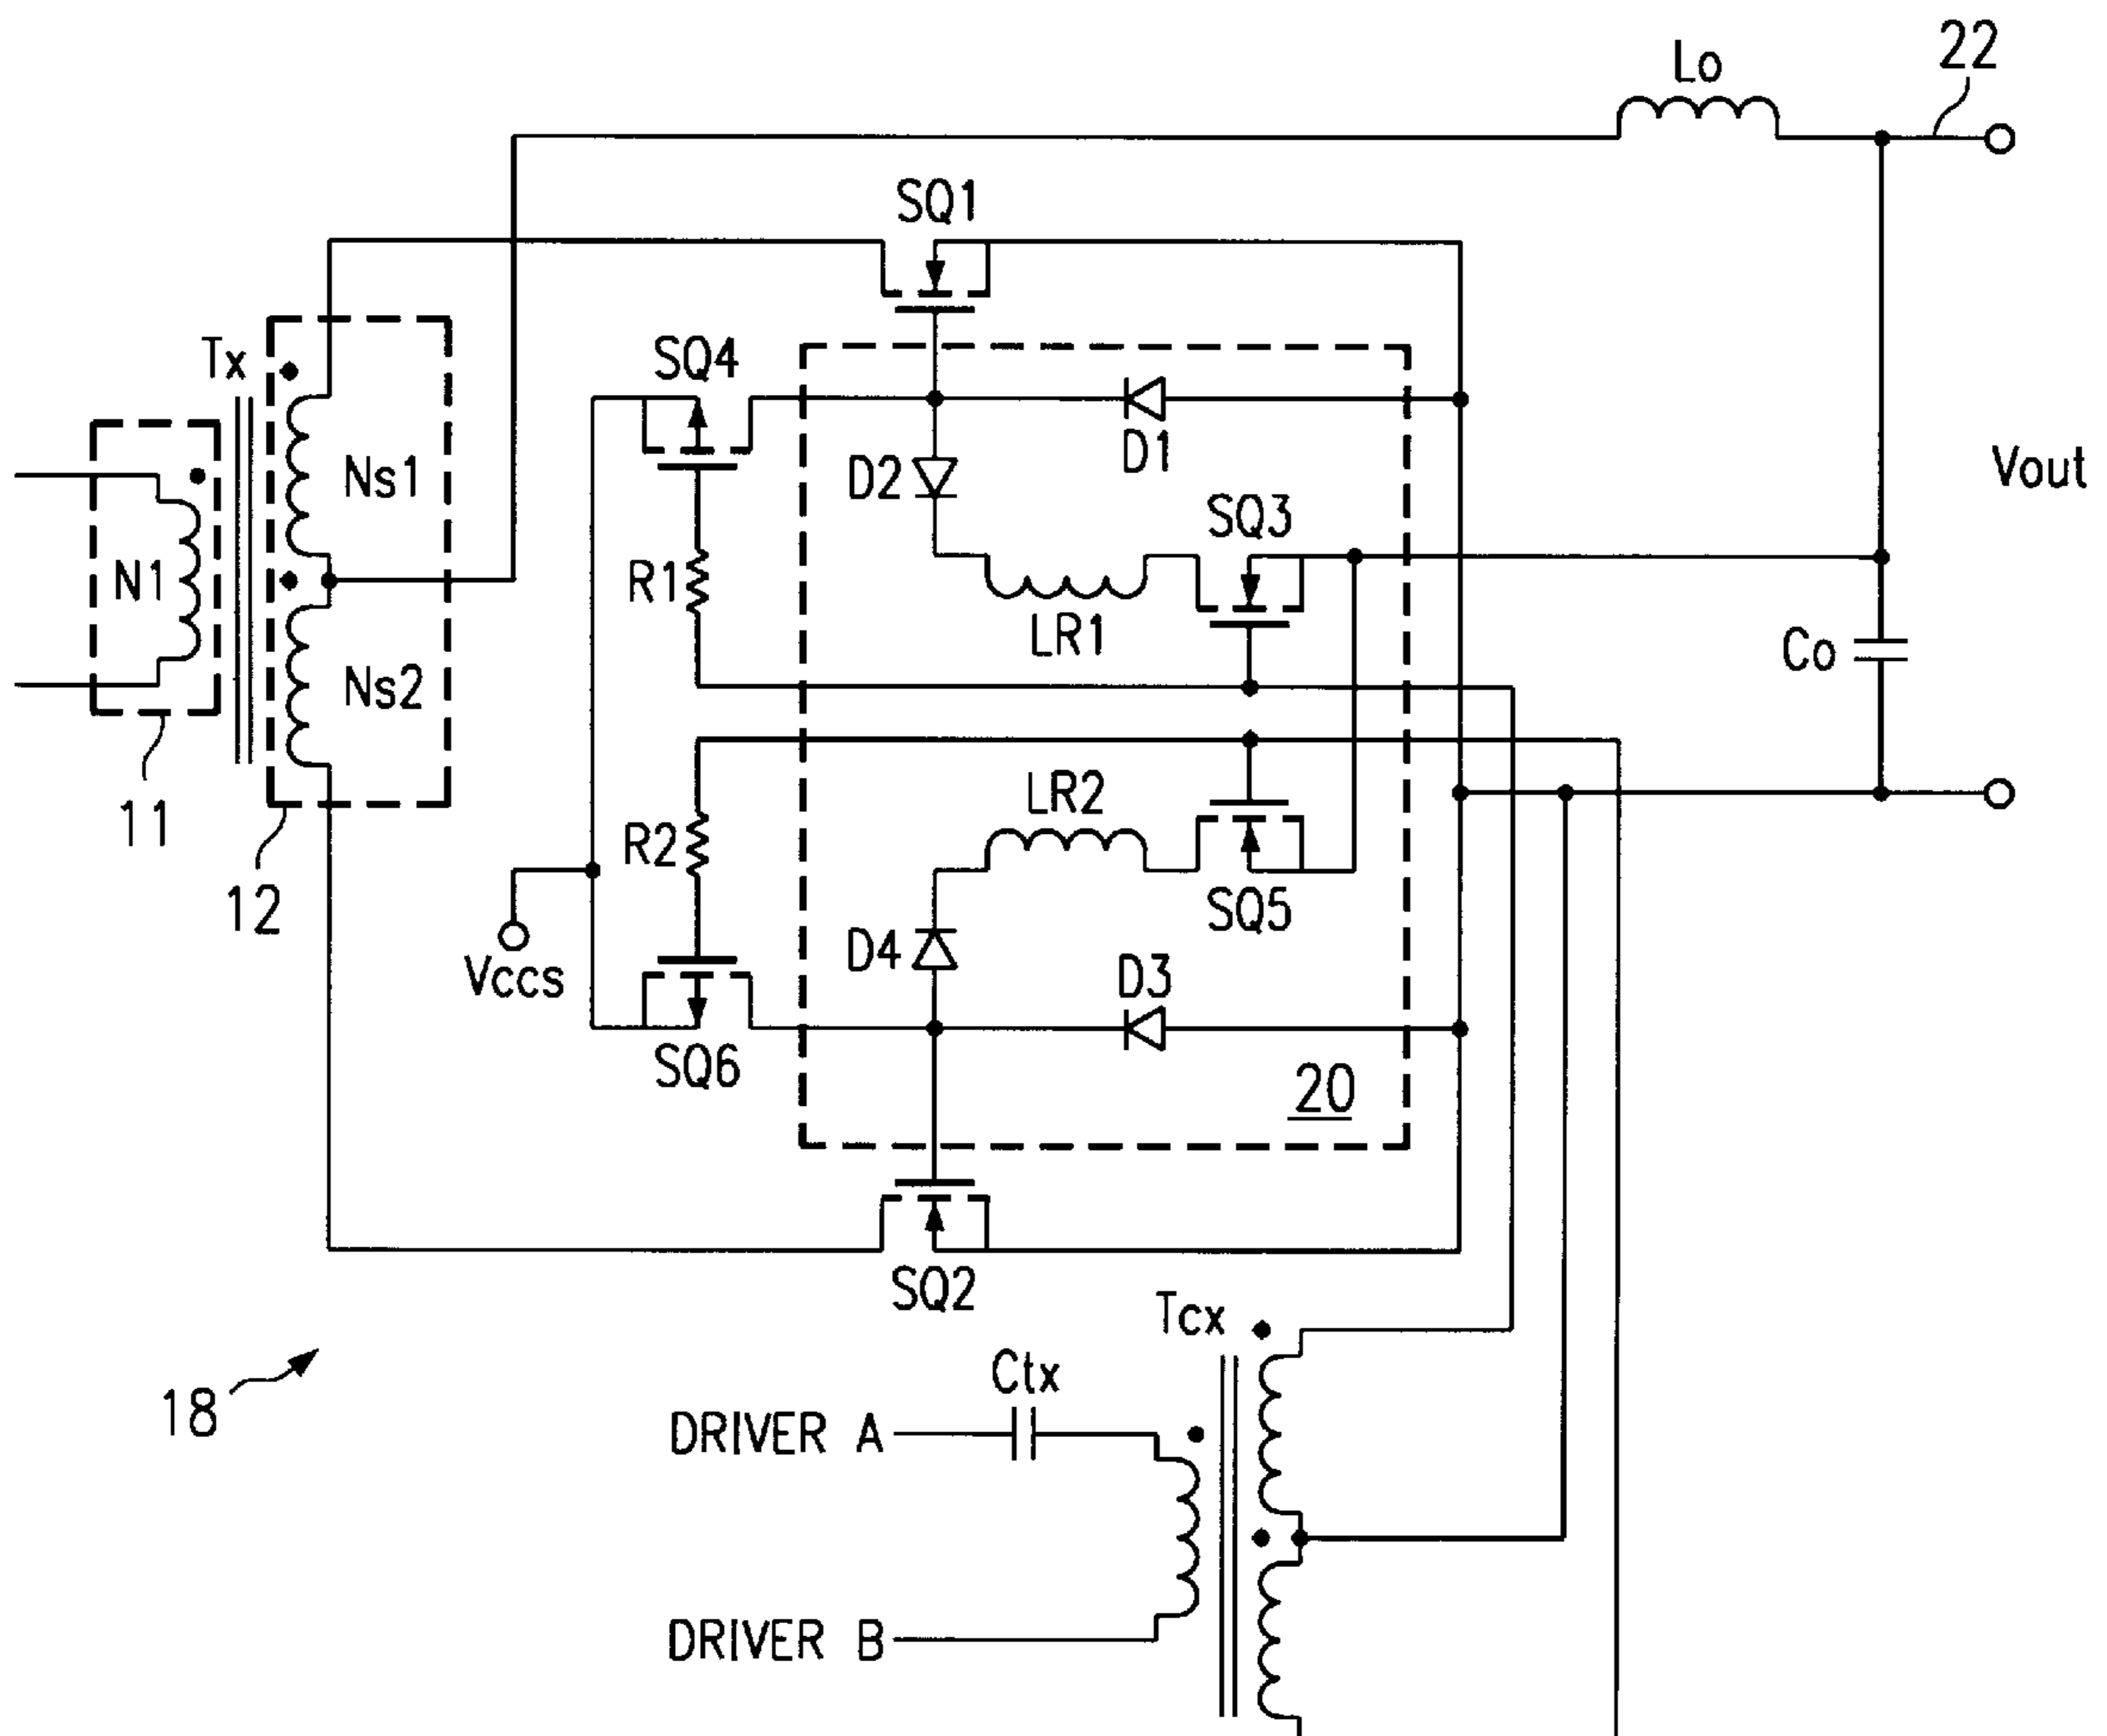 22
Lo
SQ1
Tx
SQ4
D1
D2
Ns1
Vout
SQ3
N1
R1
LR1
Co
Ns2
11
LR2
R2
12
SQ5
Vccs
D4
D3
SQ6
20
SQ2
Tcx
Ctx
18
DRIVER A
DRIVER B